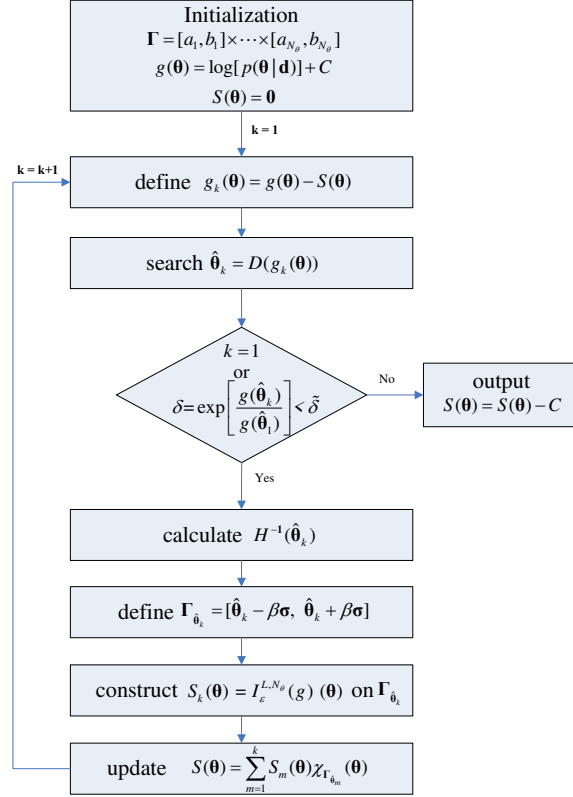 Initialization
Γ = [a₁,b₁]×⋯×[a_{N_θ},b_{N_θ}]
g(θ) = log[p(θ|d)]+C
S(θ) = 0
k = 1
k = k+1
define g_k(θ) = g(θ) − S(θ)
search θ̂_k = D(g_k(θ))
k = 1
or
δ = exp[g(θ̂_k)/g(θ̂₁)] < δ̃
No
output
S(θ) = S(θ) − C
Yes
calculate H⁻¹(θ̂_k)
define Γ_{θ̂_k} = [θ̂_k − βσ, θ̂_k + βσ]
construct S_k(θ) = I_ε^{L,N_θ}(g) (θ) on Γ_{θ̂_k}
update S(θ) = ∑_{m=1}^{k} S_m(θ)χ_{Γ_{θ̂_m}}(θ)